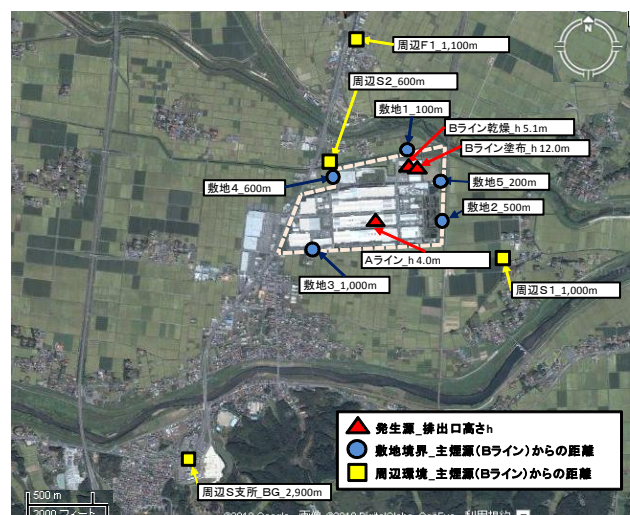 周辺F1_1,100m
周辺S2_600m
敷地1_100m
Bライン乾燥_h 5.1m
Bライン塗布_h 12.0m
敷地4_600m
敷地5_200m
敷地2_500m
Aライン_h 4.0m
敷地3_1,000m
周辺S1_1,000m
発生源_排出口高さh
敷地境界_主煙源(Bライン)からの距離
周辺環境_主煙源(Bライン)からの距離
周辺S支所_BG_2,900m
500 m
2000 フィート